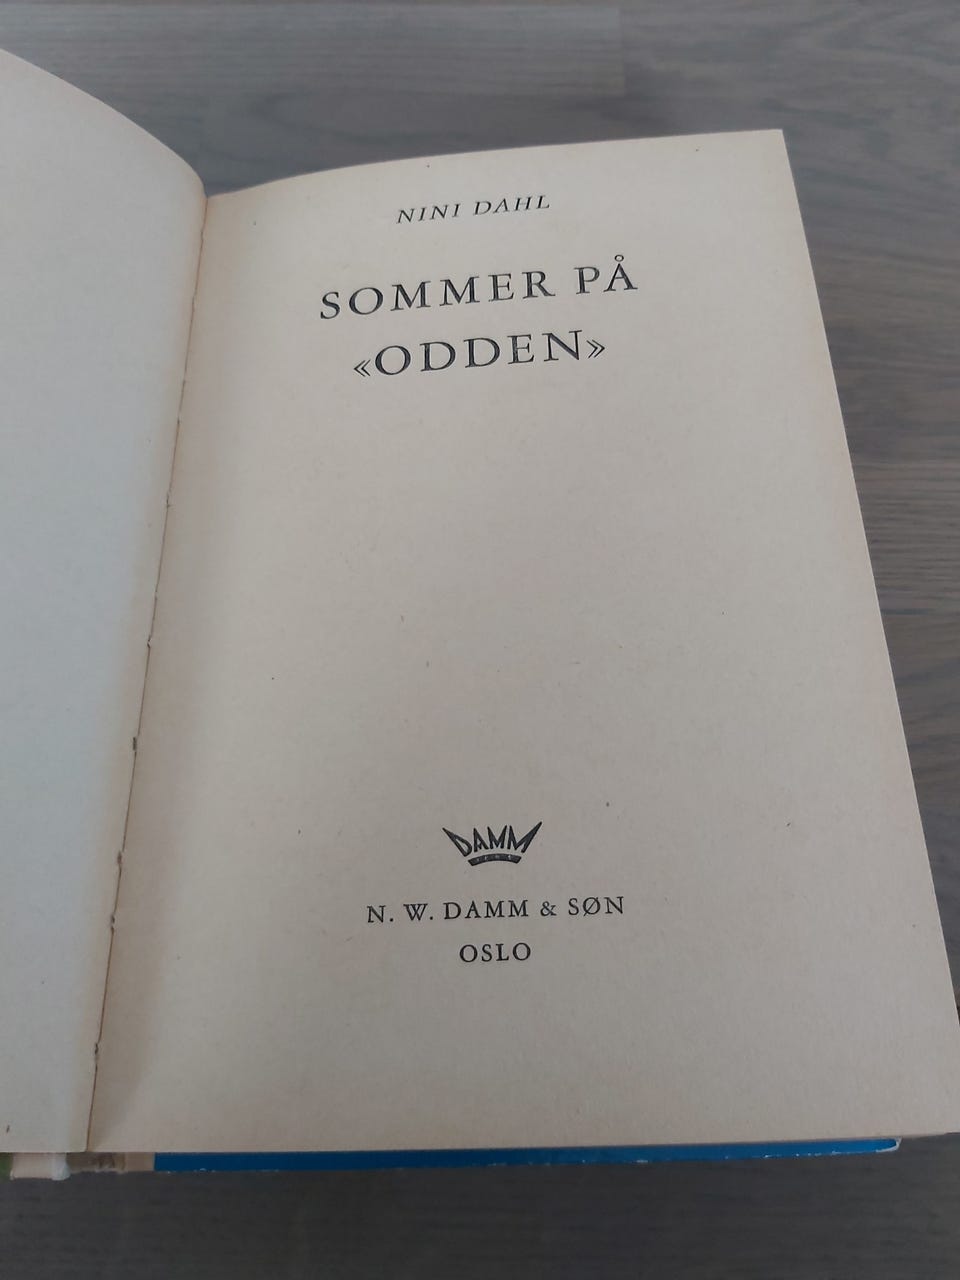 NINI DAHL
SOMMER PÅ
«ODDEN»
DAMM
N. W. DAMM & SØN
OSLO